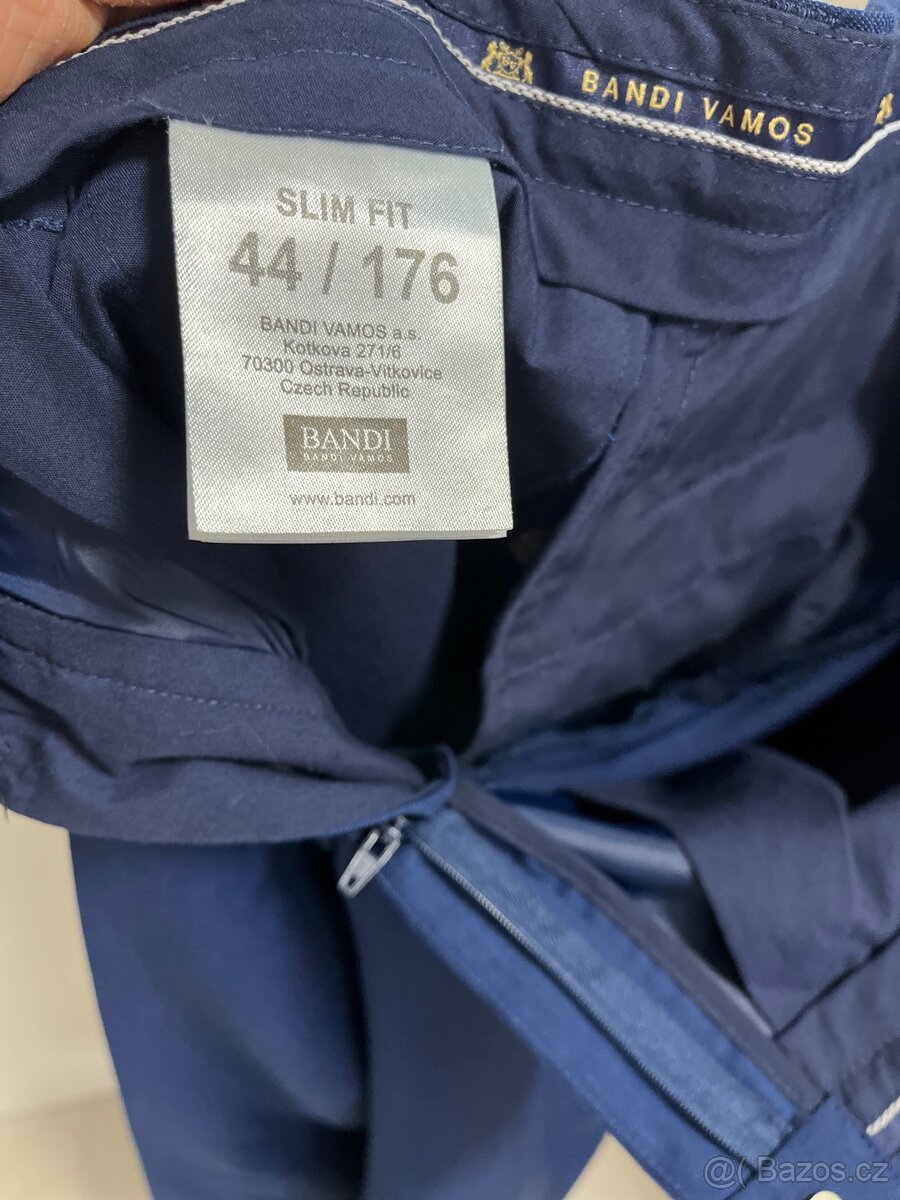 BANDI VAMOS
SLIM FIT
44 / 176
BANDI VAMOS a.s.
Kotkova 271/6
70300 Ostrava-Vítkovice
Czech Republic
BANDI
BANDI VAMOS
www.bandi.com
@( Bazos.cz